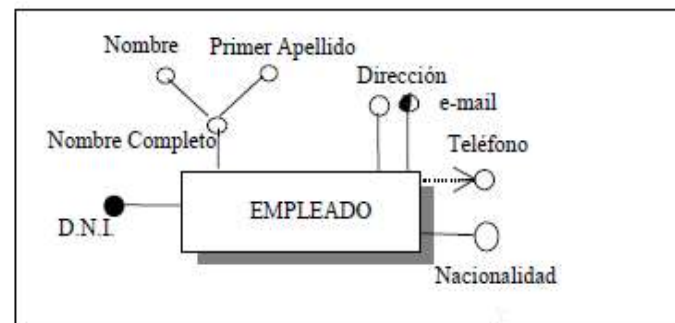 Nombre
Primer Apellido
Dirección
e-mail
Nombre Completo
Teléfono
D.N.I.
EMPLEADO
Nacionalidad